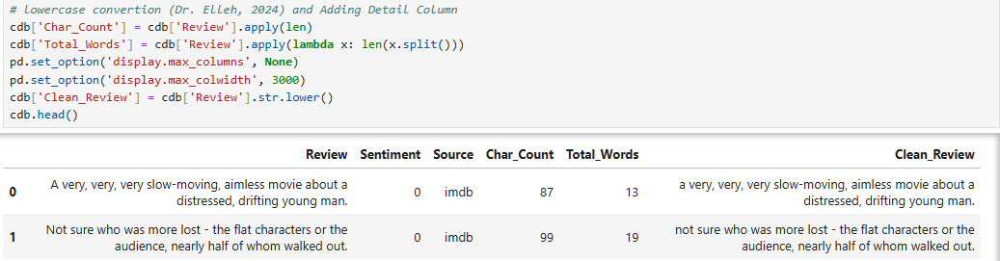 # lowercase convertion (Dr. Elleh, 2024) and Adding Detail Column
cdb['Char_Count'] = cdb['Review'].apply(len)
cdb['Total_Words'] = cdb['Review'].apply(lambda x: len(x.split()))
pd.set_option('display.max_columns', None)
pd.set_option('display.max_colwidth', 3000)
cdb['Clean_Review'] = cdb['Review'].str.lower()
cdb.head()
Review Sentiment Source Char_Count Total_Words Clean_Review
0 A very, very, very slow-moving, aimless movie about a distressed, drifting young man. 0 imdb 87 13 a very, very, very slow-moving, aimless movie about a distressed, drifting young man.
1 Not sure who was more lost - the flat characters or the audience, nearly half of whom walked out. 0 imdb 99 19 not sure who was more lost - the flat characters or the audience, nearly half of whom walked out.